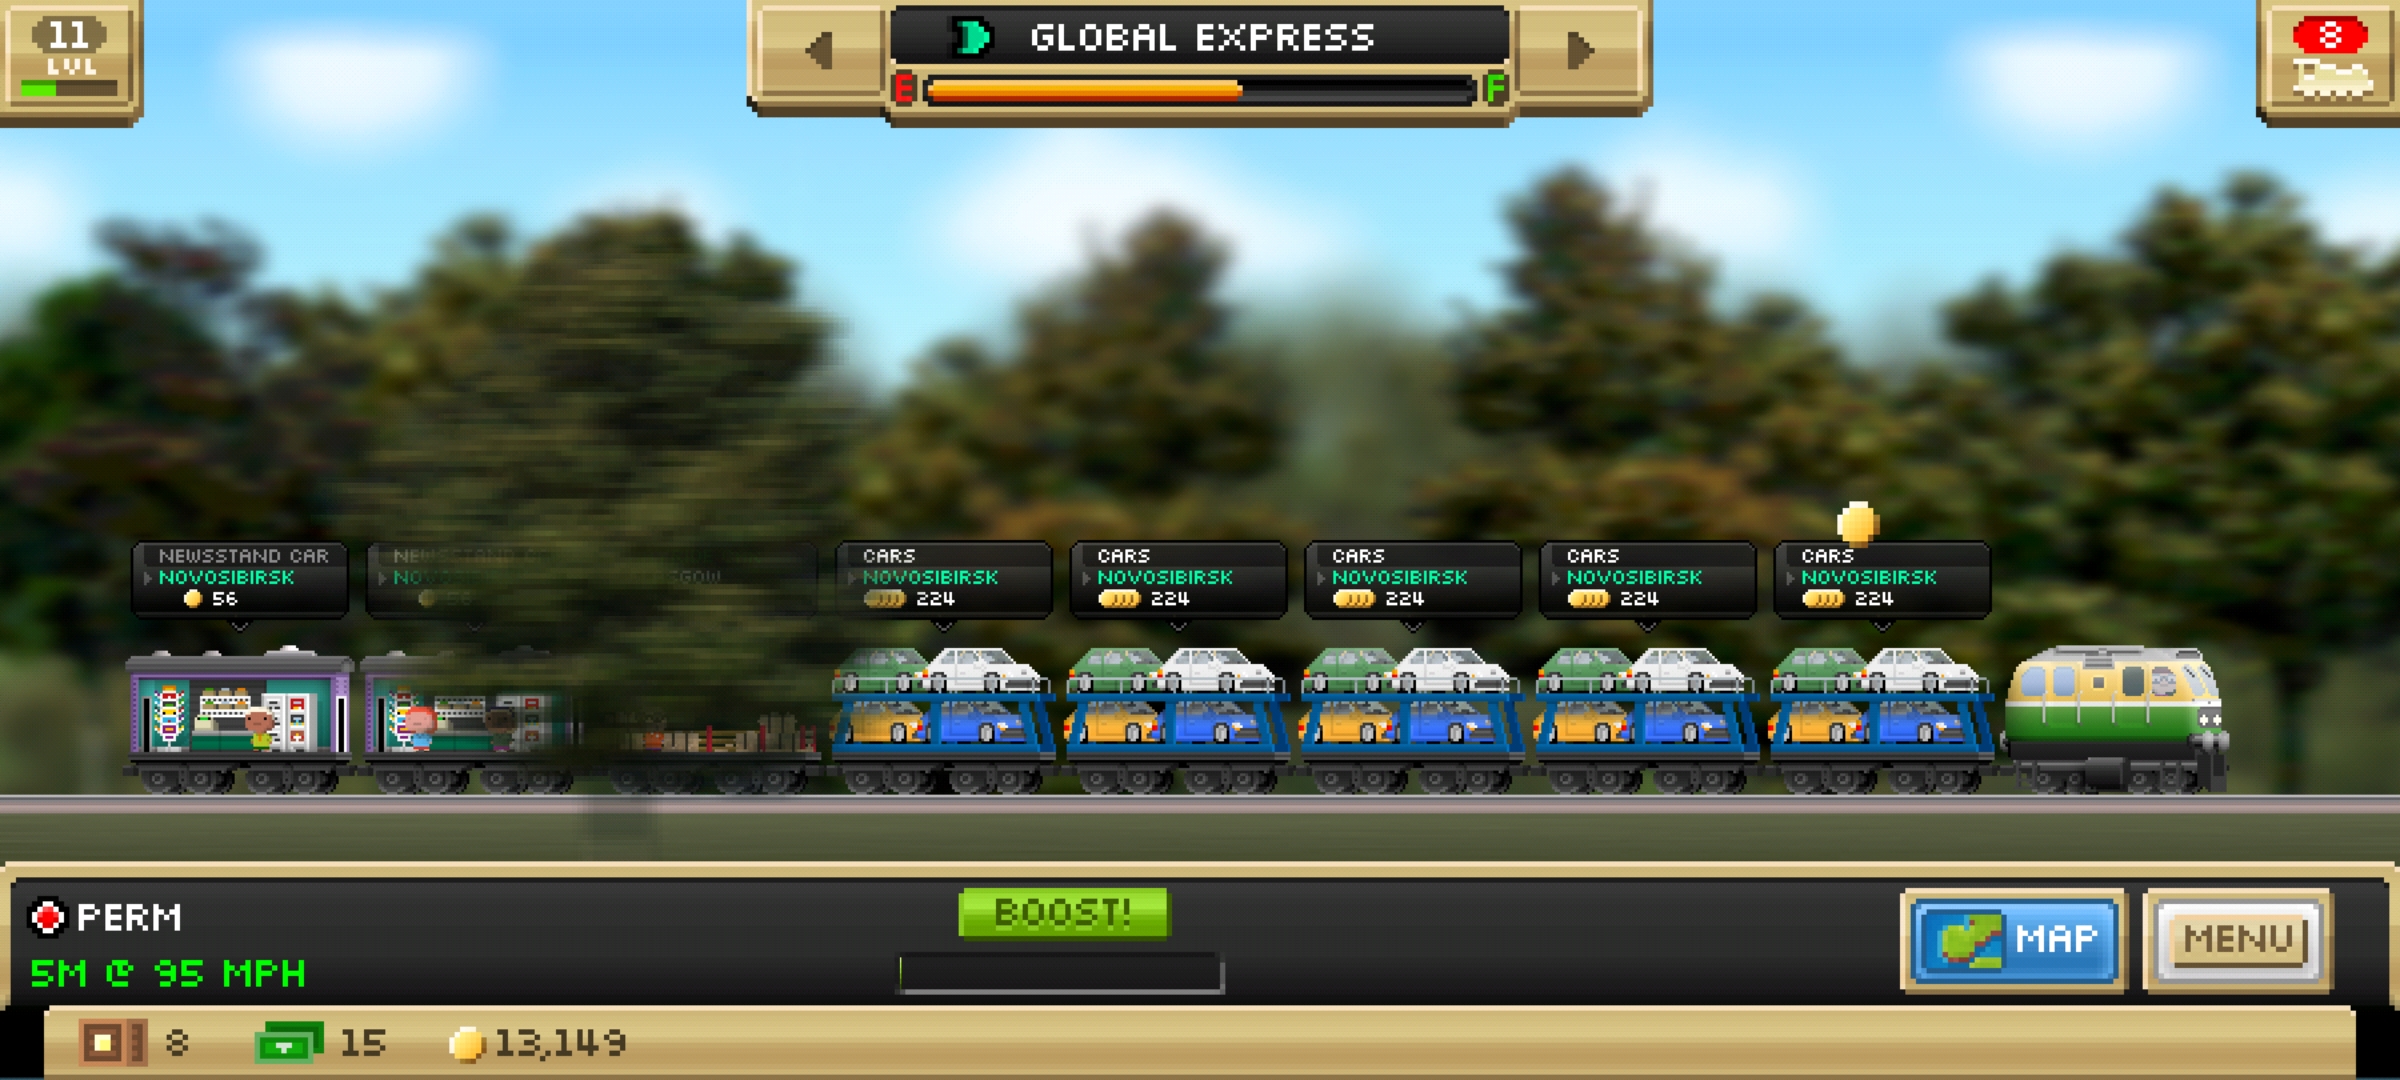 11
LVL
GLOBAL EXPRESS
E F
8
NEWSSTAND CAR
NOVOSIBIRSK
56
CARS
NOVOSIBIRSK
224
CARS
NOVOSIBIRSK
224
CARS
NOVOSIBIRSK
224
CARS
NOVOSIBIRSK
224
CARS
NOVOSIBIRSK
224
PERM
5M @ 95 MPH
BOOST!
MAP
MENU
8
15
13,149